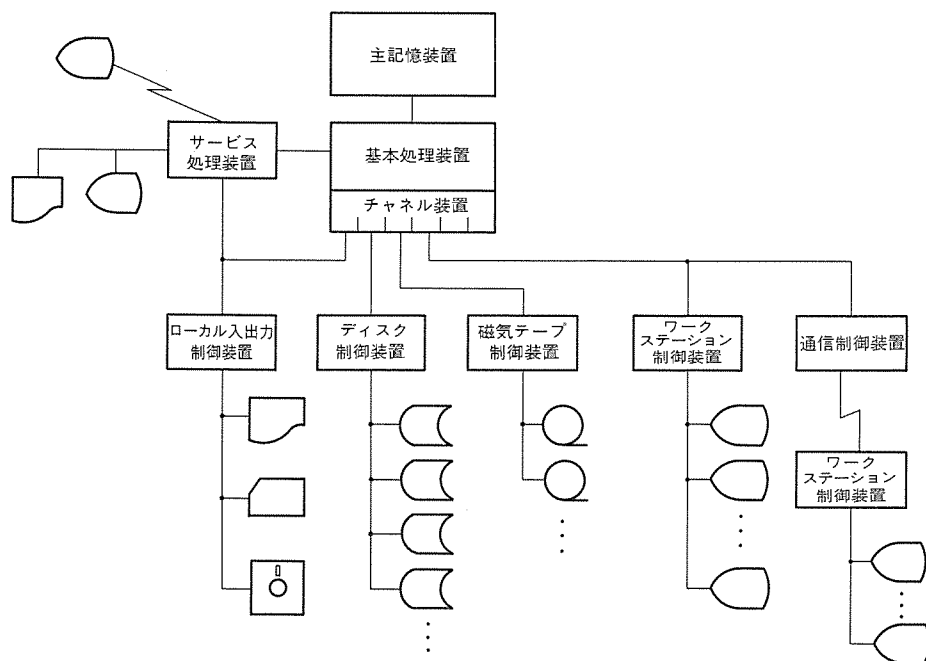 主記憶装置
サービス
処理装置
基本処理装置
チャネル装置
ローカル入出力
制御装置
ディスク
制御装置
磁気テープ
制御装置
ワーク
ステーション
制御装置
通信制御装置
ワーク
ステーション
制御装置